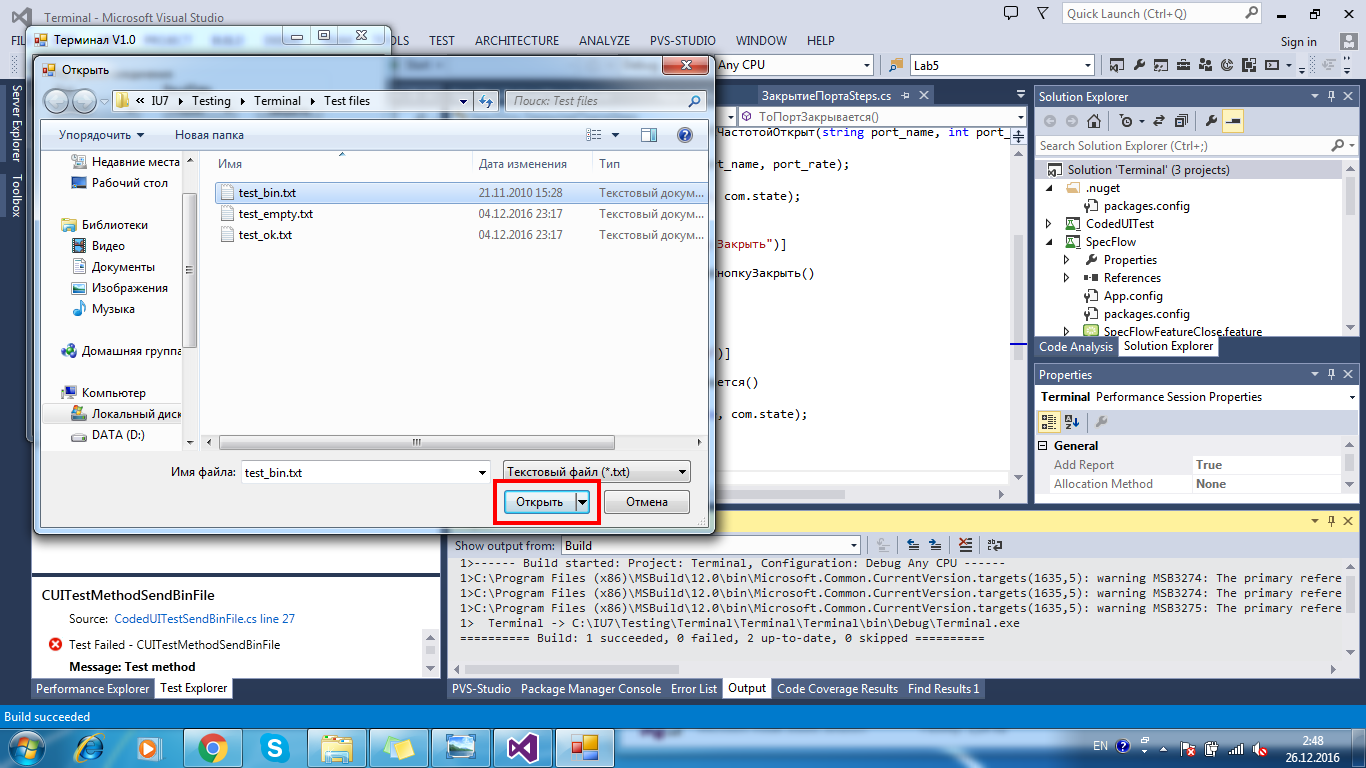 Terminal - Microsoft Visual Studio
Quick Launch (Ctrl+Q)
TEST ARCHITECTURE ANALYZE PVS-STUDIO WINDOW HELP
Sign in
Терминал V1.0
Any CPU
Lab5
Server Explorer
Toolbox
Открыть
IU7 Testing Terminal Test files
Поиск: Test files
Упорядочить Новая папка
Недавние места
Рабочий стол
Библиотеки
Видео
Документы
Изображения
Музыка
Домашняя группа
Компьютер
Локальный диск
DATA (D:)
Имя Дата изменения Тип
test_bin.txt 21.11.2010 15:28 Текстовый докум...
test_empty.txt 04.12.2016 23:17 Текстовый докум...
test_ok.txt 04.12.2016 23:17 Текстовый докум...
Имя файла: test_bin.txt
Текстовый файл (*.txt)
Открыть Отмена
ЗакрытиеПортаSteps.cs
ТоПортЗакрывается()
ЧастотойОткрыт(string port_name, int port_
t_name, port_rate);
com.state);
Закрыть")]
нопкуЗакрыть()
)]
ется()
, com.state);
Solution Explorer
Search Solution Explorer (Ctrl+;)
Solution 'Terminal' (3 projects)
.nuget
packages.config
CodedUITest
SpecFlow
Properties
References
App.config
packages.config
SpecFlowFeatureClose.feature
Code Analysis Solution Explorer
Properties
Terminal Performance Session Properties
General
Add Report True
Allocation Method None
Show output from: Build
1>------ Build started: Project: Terminal, Configuration: Debug Any CPU ------
1>C:\Program Files (x86)\MSBuild\12.0\bin\Microsoft.Common.CurrentVersion.targets(1635,5): warning MSB3274: The primary refere
1>C:\Program Files (x86)\MSBuild\12.0\bin\Microsoft.Common.CurrentVersion.targets(1635,5): warning MSB3274: The primary refere
1>C:\Program Files (x86)\MSBuild\12.0\bin\Microsoft.Common.CurrentVersion.targets(1635,5): warning MSB3275: The primary refere
1>  Terminal -> C:\IU7\Testing\Terminal\Terminal\Terminal\bin\Debug\Terminal.exe
========== Build: 1 succeeded, 0 failed, 2 up-to-date, 0 skipped ==========
PVS-Studio Package Manager Console Error List Output Code Coverage Results Find Results 1
CUITestMethodSendBinFile
Source: CodedUITestSendBinFile.cs line 27
Test Failed - CUITestMethodSendBinFile
Message: Test method
Performance Explorer Test Explorer
Build succeeded
EN
2:48
26.12.2016